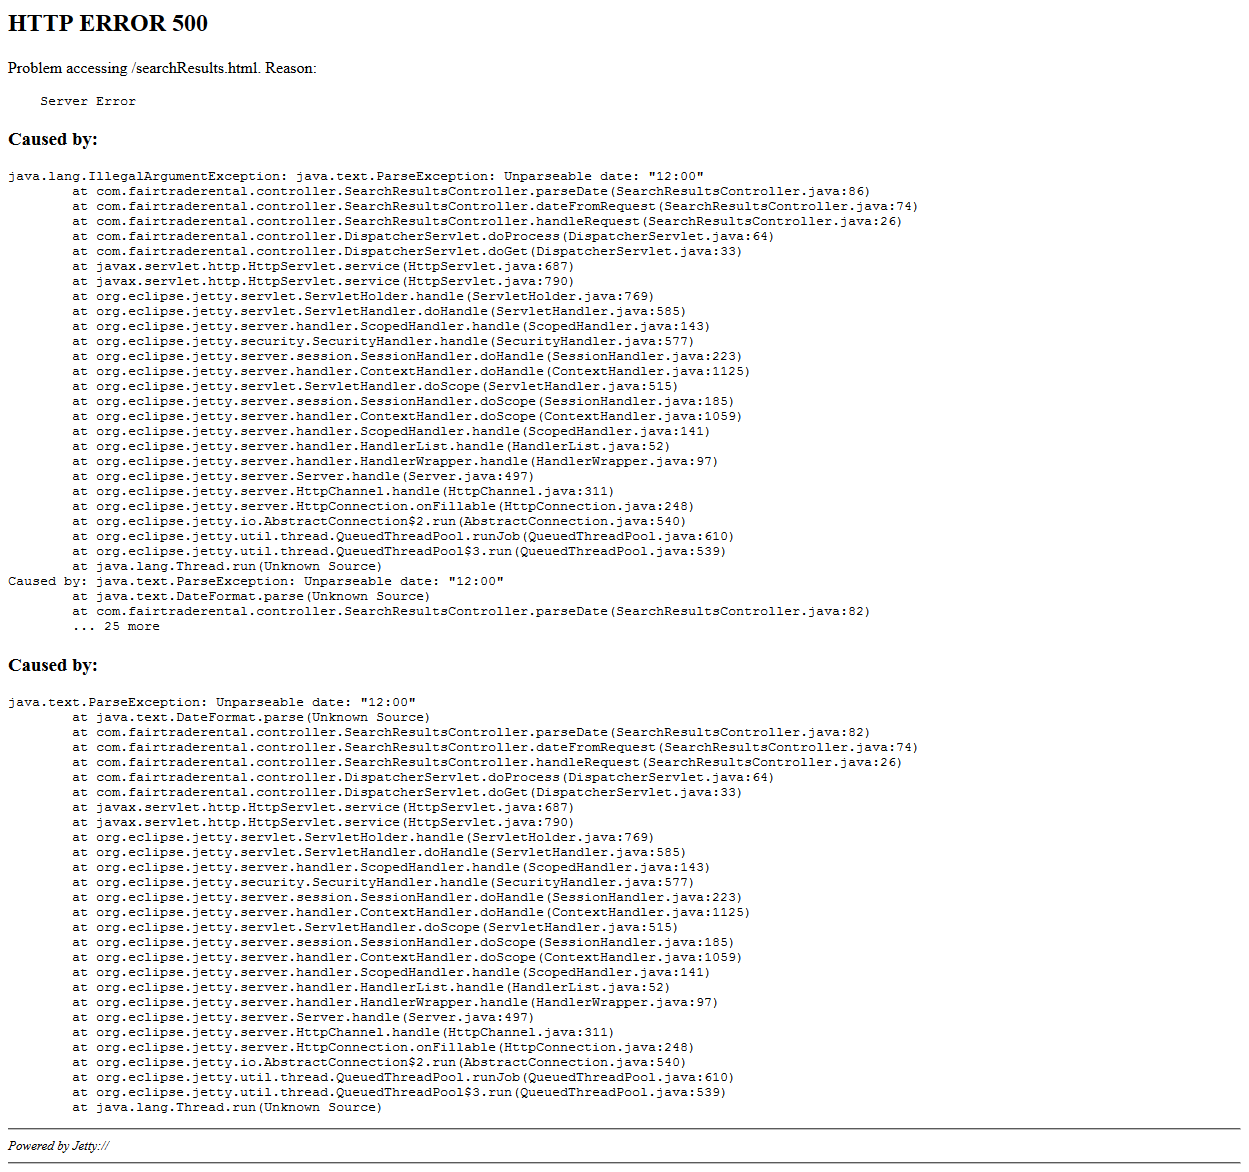 HTTP ERROR 500
Problem accessing /searchResults.html. Reason:
Server Error
Caused by:
java.lang.IllegalArgumentException: java.text.ParseException: Unparseable date: "12:00"
at com.fairtraderental.controller.SearchResultsController.parseDate(SearchResultsController.java:86)
at com.fairtraderental.controller.SearchResultsController.dateFromRequest(SearchResultsController.java:74)
at com.fairtraderental.controller.SearchResultsController.handleRequest(SearchResultsController.java:26)
at com.fairtraderental.controller.DispatcherServlet.doProcess(DispatcherServlet.java:64)
at com.fairtraderental.controller.DispatcherServlet.doGet(DispatcherServlet.java:33)
at javax.servlet.http.HttpServlet.service(HttpServlet.java:687)
at javax.servlet.http.HttpServlet.service(HttpServlet.java:790)
at org.eclipse.jetty.servlet.ServletHolder.handle(ServletHolder.java:769)
at org.eclipse.jetty.servlet.ServletHandler.doHandle(ServletHandler.java:585)
at org.eclipse.jetty.server.handler.ScopedHandler.handle(ScopedHandler.java:143)
at org.eclipse.jetty.security.SecurityHandler.handle(SecurityHandler.java:577)
at org.eclipse.jetty.server.session.SessionHandler.doHandle(SessionHandler.java:223)
at org.eclipse.jetty.server.handler.ContextHandler.doHandle(ContextHandler.java:1125)
at org.eclipse.jetty.servlet.ServletHandler.doScope(ServletHandler.java:515)
at org.eclipse.jetty.server.session.SessionHandler.doScope(SessionHandler.java:185)
at org.eclipse.jetty.server.handler.ContextHandler.doScope(ContextHandler.java:1059)
at org.eclipse.jetty.server.handler.ScopedHandler.handle(ScopedHandler.java:141)
at org.eclipse.jetty.server.handler.HandlerList.handle(HandlerList.java:52)
at org.eclipse.jetty.server.handler.HandlerWrapper.handle(HandlerWrapper.java:97)
at org.eclipse.jetty.server.Server.handle(Server.java:497)
at org.eclipse.jetty.server.HttpChannel.handle(HttpChannel.java:311)
at org.eclipse.jetty.server.HttpConnection.onFillable(HttpConnection.java:248)
at org.eclipse.jetty.io.AbstractConnection$2.run(AbstractConnection.java:540)
at org.eclipse.jetty.util.thread.QueuedThreadPool.runJob(QueuedThreadPool.java:610)
at org.eclipse.jetty.util.thread.QueuedThreadPool$3.run(QueuedThreadPool.java:539)
at java.lang.Thread.run(Unknown Source)
Caused by: java.text.ParseException: Unparseable date: "12:00"
at java.text.DateFormat.parse(Unknown Source)
at com.fairtraderental.controller.SearchResultsController.parseDate(SearchResultsController.java:82)
... 25 more
Caused by:
java.text.ParseException: Unparseable date: "12:00"
at java.text.DateFormat.parse(Unknown Source)
at com.fairtraderental.controller.SearchResultsController.parseDate(SearchResultsController.java:82)
at com.fairtraderental.controller.SearchResultsController.dateFromRequest(SearchResultsController.java:74)
at com.fairtraderental.controller.SearchResultsController.handleRequest(SearchResultsController.java:26)
at com.fairtraderental.controller.DispatcherServlet.doProcess(DispatcherServlet.java:64)
at com.fairtraderental.controller.DispatcherServlet.doGet(DispatcherServlet.java:33)
at javax.servlet.http.HttpServlet.service(HttpServlet.java:687)
at javax.servlet.http.HttpServlet.service(HttpServlet.java:790)
at org.eclipse.jetty.servlet.ServletHolder.handle(ServletHolder.java:769)
at org.eclipse.jetty.servlet.ServletHandler.doHandle(ServletHandler.java:585)
at org.eclipse.jetty.server.handler.ScopedHandler.handle(ScopedHandler.java:143)
at org.eclipse.jetty.security.SecurityHandler.handle(SecurityHandler.java:577)
at org.eclipse.jetty.server.session.SessionHandler.doHandle(SessionHandler.java:223)
at org.eclipse.jetty.server.handler.ContextHandler.doHandle(ContextHandler.java:1125)
at org.eclipse.jetty.servlet.ServletHandler.doScope(ServletHandler.java:515)
at org.eclipse.jetty.server.session.SessionHandler.doScope(SessionHandler.java:185)
at org.eclipse.jetty.server.handler.ContextHandler.doScope(ContextHandler.java:1059)
at org.eclipse.jetty.server.handler.ScopedHandler.handle(ScopedHandler.java:141)
at org.eclipse.jetty.server.handler.HandlerList.handle(HandlerList.java:52)
at org.eclipse.jetty.server.handler.HandlerWrapper.handle(HandlerWrapper.java:97)
at org.eclipse.jetty.server.Server.handle(Server.java:497)
at org.eclipse.jetty.server.HttpChannel.handle(HttpChannel.java:311)
at org.eclipse.jetty.server.HttpConnection.onFillable(HttpConnection.java:248)
at org.eclipse.jetty.io.AbstractConnection$2.run(AbstractConnection.java:540)
at org.eclipse.jetty.util.thread.QueuedThreadPool.runJob(QueuedThreadPool.java:610)
at org.eclipse.jetty.util.thread.QueuedThreadPool$3.run(QueuedThreadPool.java:539)
at java.lang.Thread.run(Unknown Source)
Powered by Jetty://